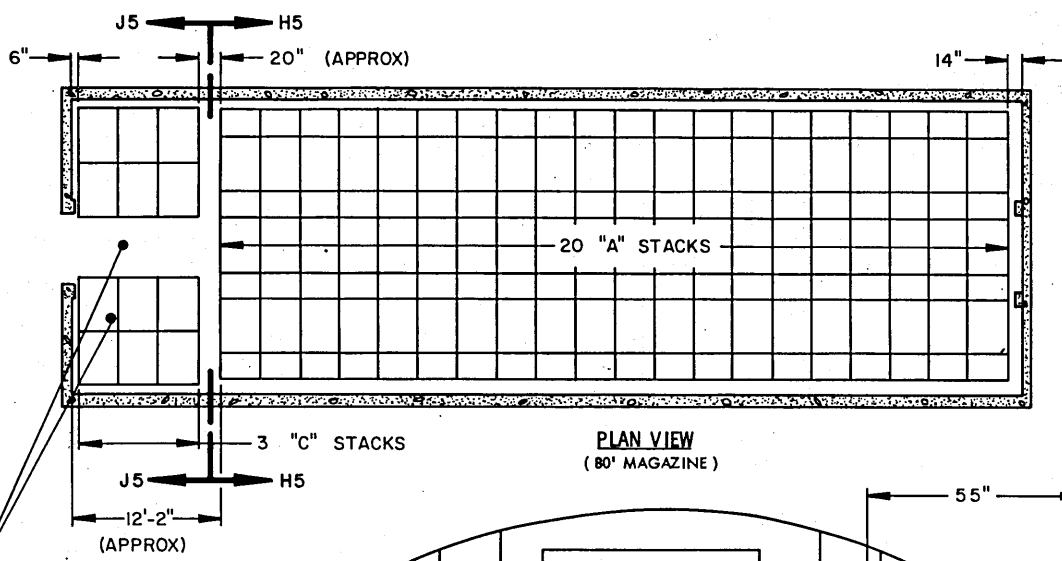 J5 H5
6" 20" (APPROX) 14"
20 "A" STACKS
3 "C" STACKS
PLAN VIEW
(80' MAGAZINE)
J5 H5
12'-2"
(APPROX)
55"